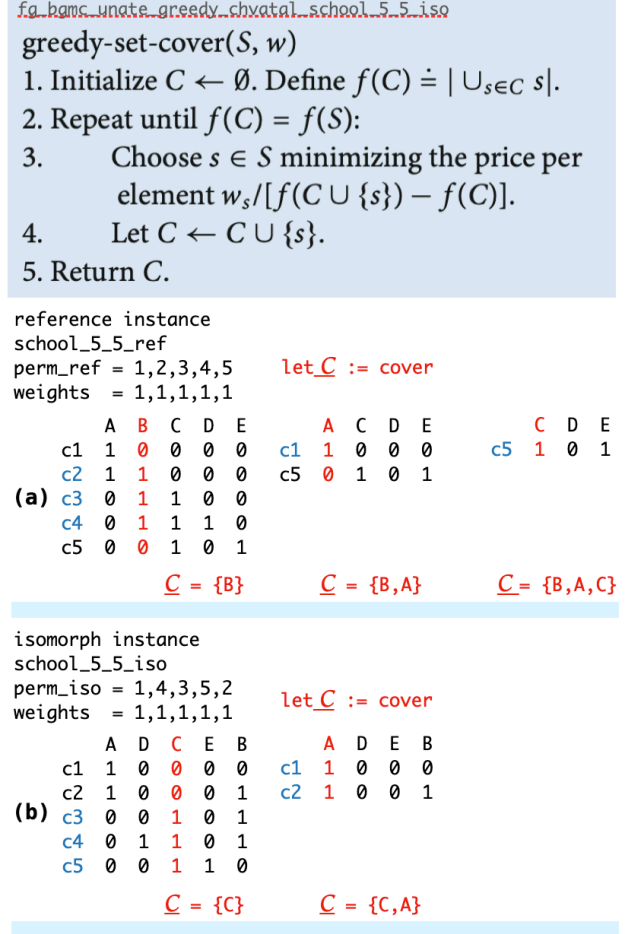 fg_bgmc_unate_greedy_chvatal_school_5_5_iso
greedy-set-cover(S, w)
1. Initialize C ← Ø. Define f(C) ≐ | ∪s∈C s|.
2. Repeat until f(C) = f(S):
3. Choose s ∈ S minimizing the price per
element ws/[f(C ∪ {s}) – f(C)].
4. Let C ← C ∪ {s}.
5. Return C.
reference instance
school_5_5_ref
perm_ref = 1,2,3,4,5 let C := cover
weights = 1,1,1,1,1
A B C D E A C D E C D E
c1 1 0 0 0 0 c1 1 0 0 0 c5 1 0 1
c2 1 1 0 0 0 c5 0 1 0 1
(a) c3 0 1 1 0 0
c4 0 1 1 1 0
c5 0 0 1 0 1
C = {B} C = {B,A} C = {B,A,C}
isomorph instance
school_5_5_iso
perm_iso = 1,4,3,5,2 let C := cover
weights = 1,1,1,1,1
A D C E B A D E B
c1 1 0 0 0 0 c1 1 0 0 0
c2 1 0 0 0 1 c2 1 0 0 1
(b) c3 0 0 1 0 1
c4 0 1 1 0 1
c5 0 0 1 1 0
C = {C} C = {C,A}